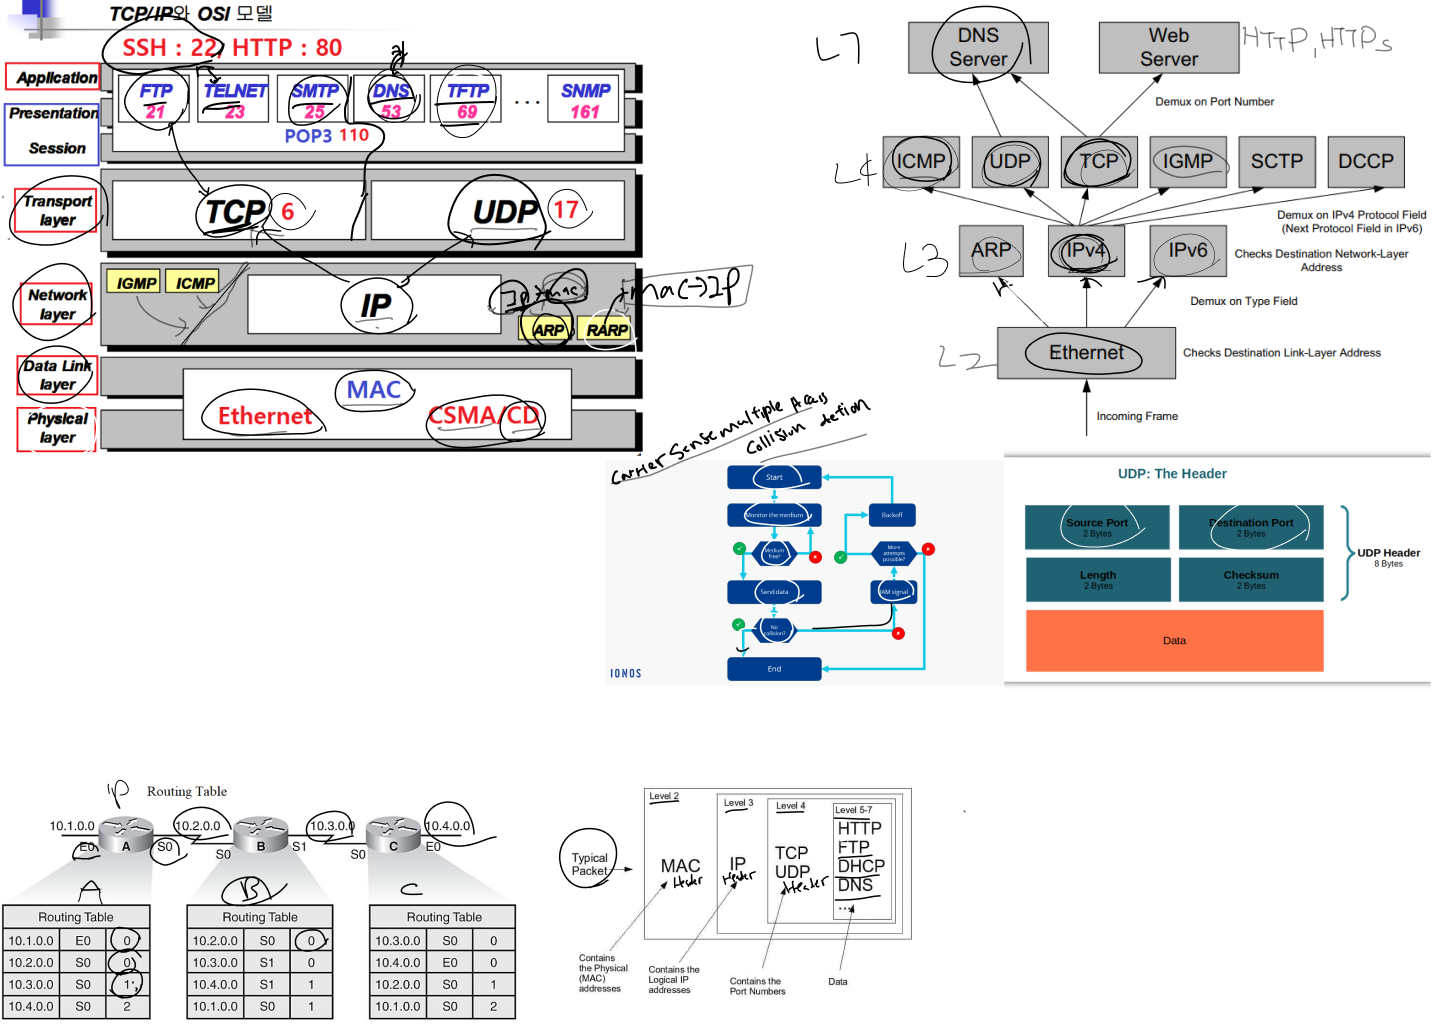 TCP/IP와 OSI 모델
SSH : 22, HTTP : 80
Application
Presentation
Session
FTP
21
TELNET
23
SMTP
25
DNS
53
TFTP
69
...
SNMP
161
POP3 110
Transport
layer
TCP 6
UDP 17
Network
layer
IGMP
ICMP
IP
IP → mac
ARP
RARP
mac → IP
Data Link
layer
Physical
layer
MAC
Ethernet
CSMA/CD
L7
DNS
Server
Web
Server
HTTP, HTTPs
Demux on Port Number
L4
ICMP
UDP
TCP
IGMP
SCTP
DCCP
Demux on IPv4 Protocol Field
(Next Protocol Field in IPv6)
L3
ARP
IPv4
IPv6
Checks Destination Network-Layer
Address
Demux on Type Field
L2
Ethernet
Checks Destination Link-Layer Address
Incoming Frame
Carrier Sense multiple
Collision
Start
Monitor the medium
Medium
free?
Send data
No
collision?
End
Backoff
More
attempts
possible?
JAM signal
IONOS
UDP: The Header
Source Port
2 Bytes
Destination Port
2 Bytes
Length
2 Bytes
Checksum
2 Bytes
UDP Header
8 Bytes
Data
IP
Routing Table
10.1.0.0
10.2.0.0
10.3.0.0
10.4.0.0
E0
A
S0
S0
B
S1
S0
C
E0
A
B
C
Routing Table
10.1.0.0 E0 0
10.2.0.0 S0 0
10.3.0.0 S0 1
10.4.0.0 S0 2
Routing Table
10.2.0.0 S0 0
10.3.0.0 S1 0
10.4.0.0 S1 1
10.1.0.0 S0 1
Routing Table
10.3.0.0 S0 0
10.4.0.0 E0 0
10.2.0.0 S0 1
10.1.0.0 S0 2
Typical
Packet
Level 2
Level 3
Level 4
Level 5-7
MAC
Header
IP
Header
TCP
UDP
Header
HTTP
FTP
DHCP
DNS
...
Contains
the Physical
(MAC)
addresses
Contains the
Logical IP
addresses
Contains the
Port Numbers
Data